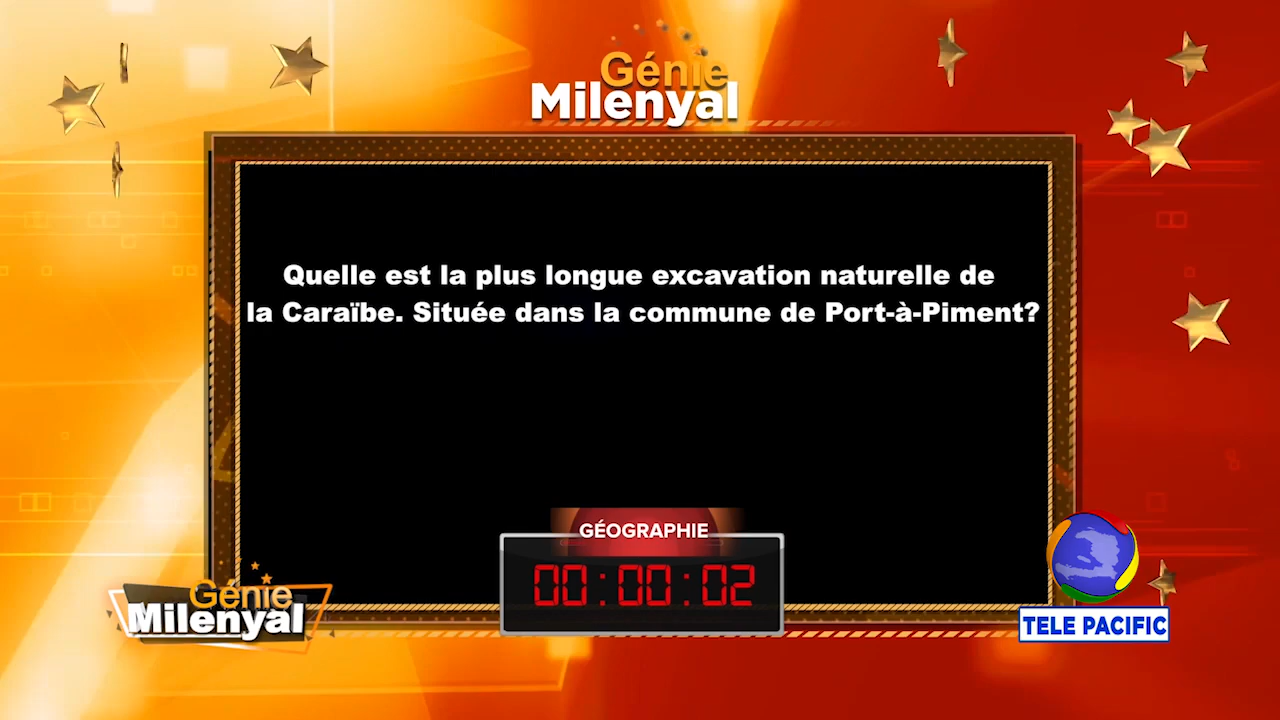 Génie
Milenyal
Quelle est la plus longue excavation naturelle de
la Caraïbe. Située dans la commune de Port-à-Piment?
GÉOGRAPHIE
00:00:02
Génie
Milenyal
TELE PACIFIC